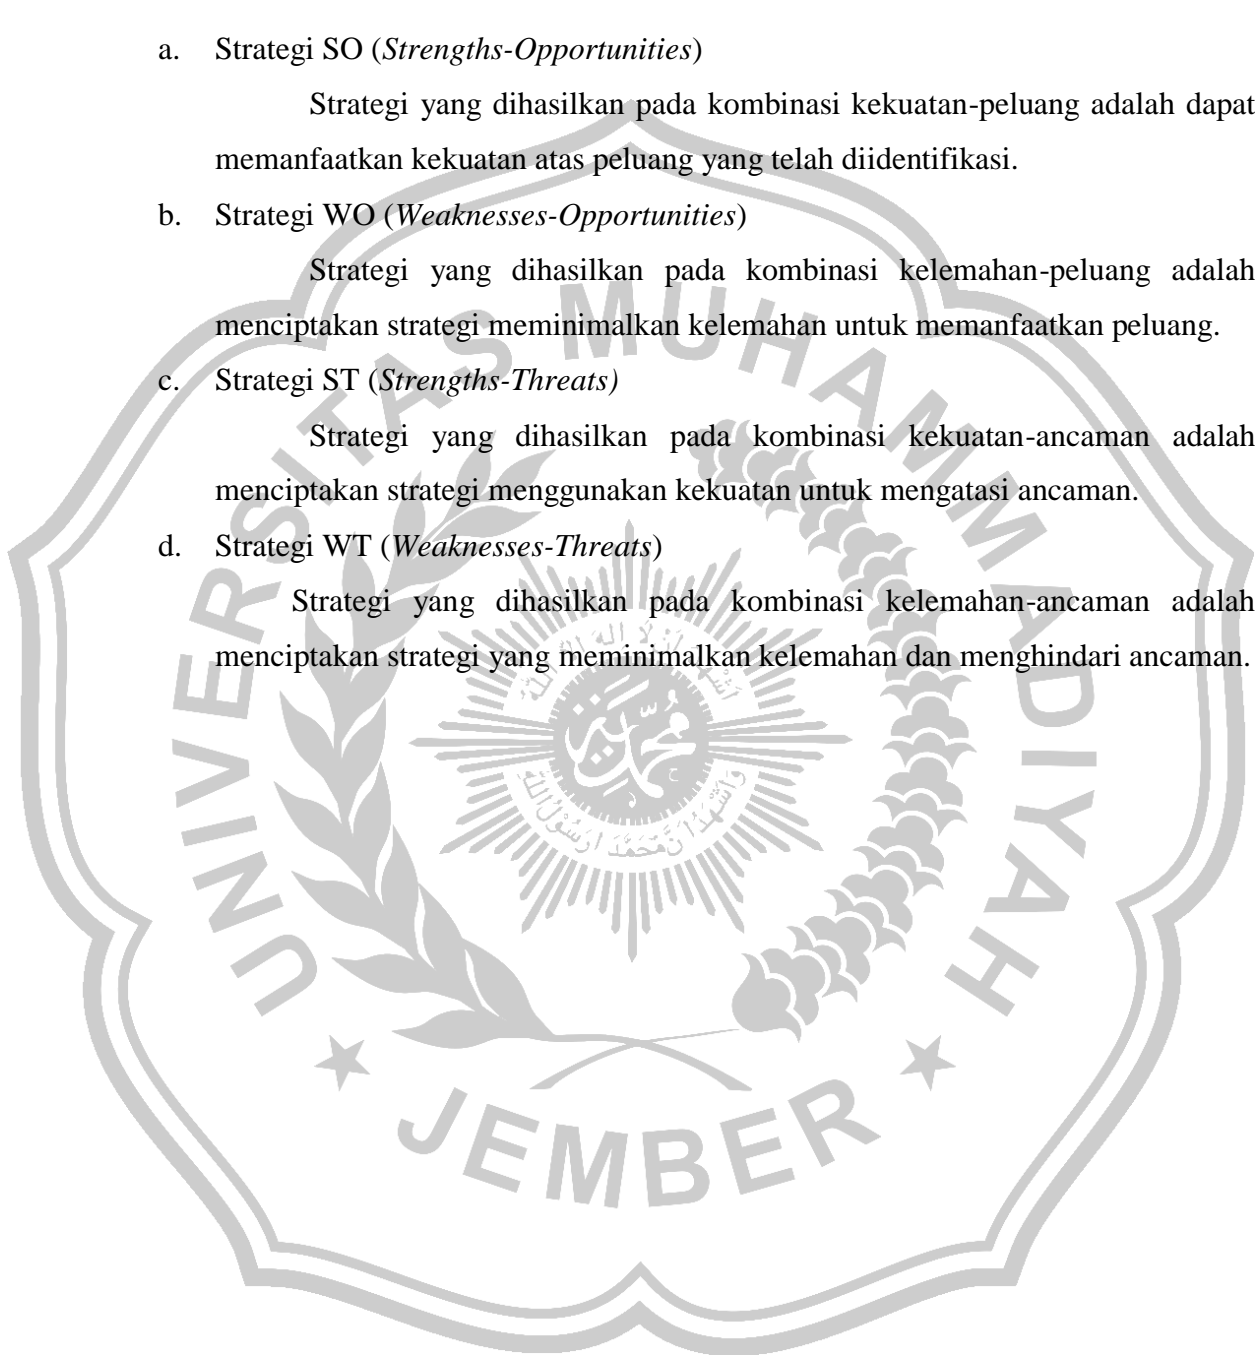 a. Strategi SO (Strengths-Opportunities)
Strategi yang dihasilkan pada kombinasi kekuatan-peluang adalah dapat
memanfaatkan kekuatan atas peluang yang telah diidentifikasi.
b. Strategi WO (Weaknesses-Opportunities)
Strategi yang dihasilkan pada kombinasi kelemahan-peluang adalah
menciptakan strategi meminimalkan kelemahan untuk memanfaatkan peluang.
c. Strategi ST (Strengths-Threats)
Strategi yang dihasilkan pada kombinasi kekuatan-ancaman adalah
menciptakan strategi menggunakan kekuatan untuk mengatasi ancaman.
d. Strategi WT (Weaknesses-Threats)
Strategi yang dihasilkan pada kombinasi kelemahan-ancaman adalah
menciptakan strategi yang meminimalkan kelemahan dan menghindari ancaman.
UNIVERSITAS MUHAMMADIYAH
JEMBER